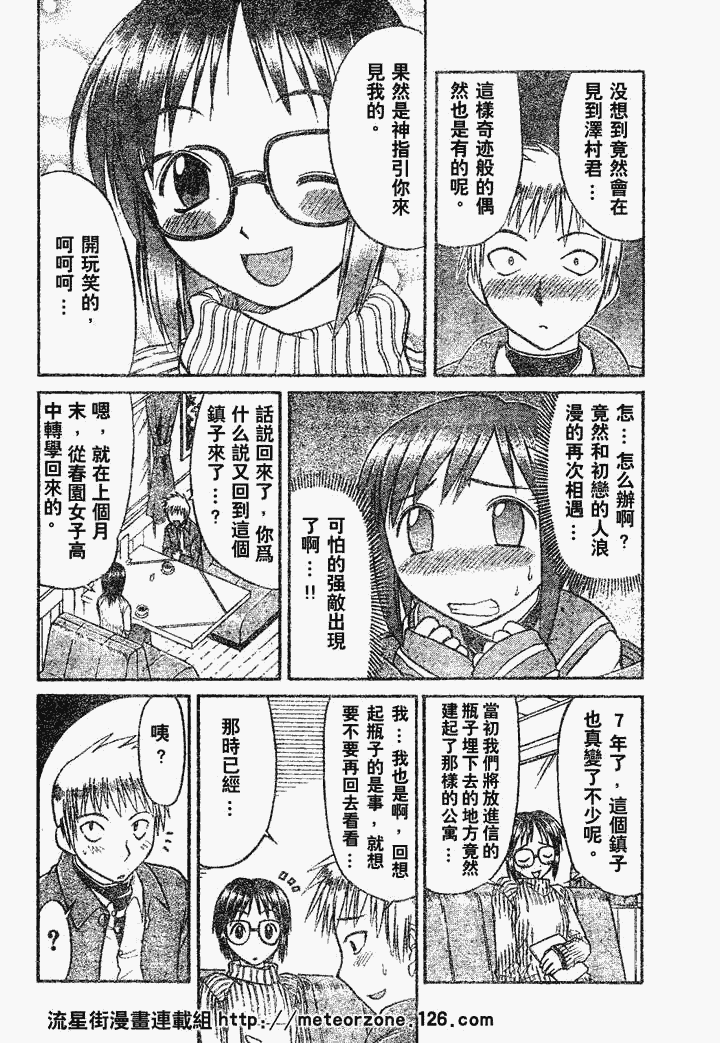 没想到竟然會在
見到澤村君…
這樣奇迹般的偶
然也是有的呢。
果然是神指引你來
見我的。
開玩笑的，
呵呵呵…
怎…怎么辦啊？
竟然和初戀的人浪
漫的再次相遇…
可怕的强敵出現
了啊…!!
話説回來了，你爲
什么説又回到這個
鎮子來了…?
嗯，就在上個月
末，從春園女子高
中轉學回來的。
7年了，這個鎮子
也真變了不少呢。
當初我們將放進信的
瓶子埋下去的地方竟然
建起了那樣的公寓…
我…我也是啊，回想
起瓶子的是事，就想
要不要再回去看看…
那時已經…
咦？
？
流星街漫畫連載組 http://meteorzone.126.com